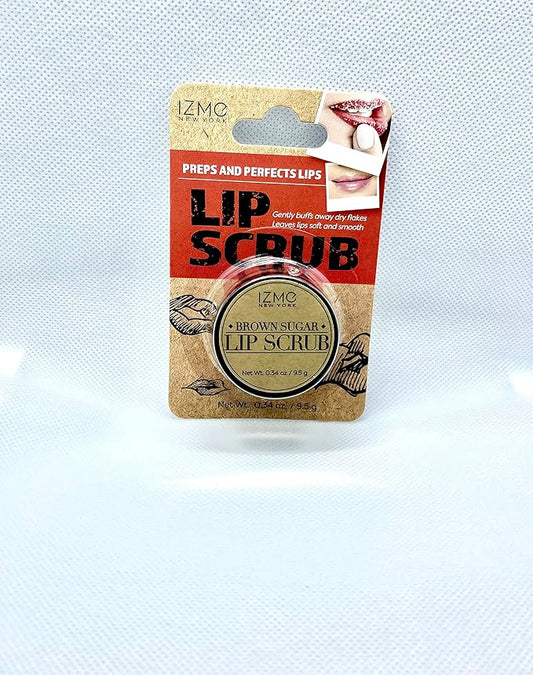 IZMe
NEW YORK
PREPS AND PERFECTS LIPS
LIP
SCRUB
Gently buffs away dry flakes
Leaves lips soft and smooth
IZMe
NEW YORK
• BROWN SUGAR •
LIP SCRUB
Net Wt. 0.34 oz / 9.5 g
Net Wt. 0.34 oz. / 9.5 g